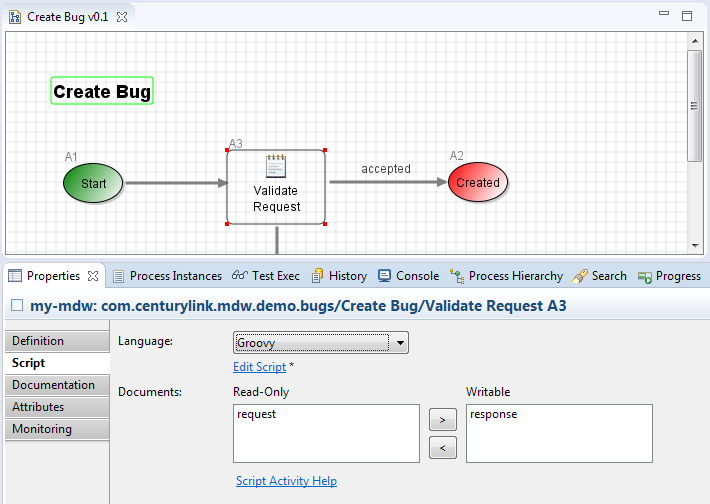 Create Bug v0.1
Create Bug
A1
A3
A2
Start
Validate
Request
accepted
Created
Properties Process Instances Test Exec History Console Process Hierarchy Search Progress
my-mdw: com.centurylink.mdw.demo.bugs/Create Bug/Validate Request A3
Definition
Script
Documentation
Attributes
Monitoring
Language:
Groovy
Edit Script *
Documents:
Read-Only
Writable
request
>
<
response
Script Activity Help